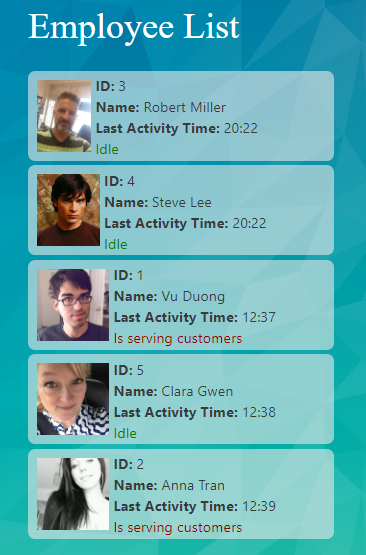 Employee List
ID: 3
Name: Robert Miller
Last Activity Time: 20:22
Idle
ID: 4
Name: Steve Lee
Last Activity Time: 20:22
Idle
ID: 1
Name: Vu Duong
Last Activity Time: 12:37
Is serving customers
ID: 5
Name: Clara Gwen
Last Activity Time: 12:38
Idle
ID: 2
Name: Anna Tran
Last Activity Time: 12:39
Is serving customers